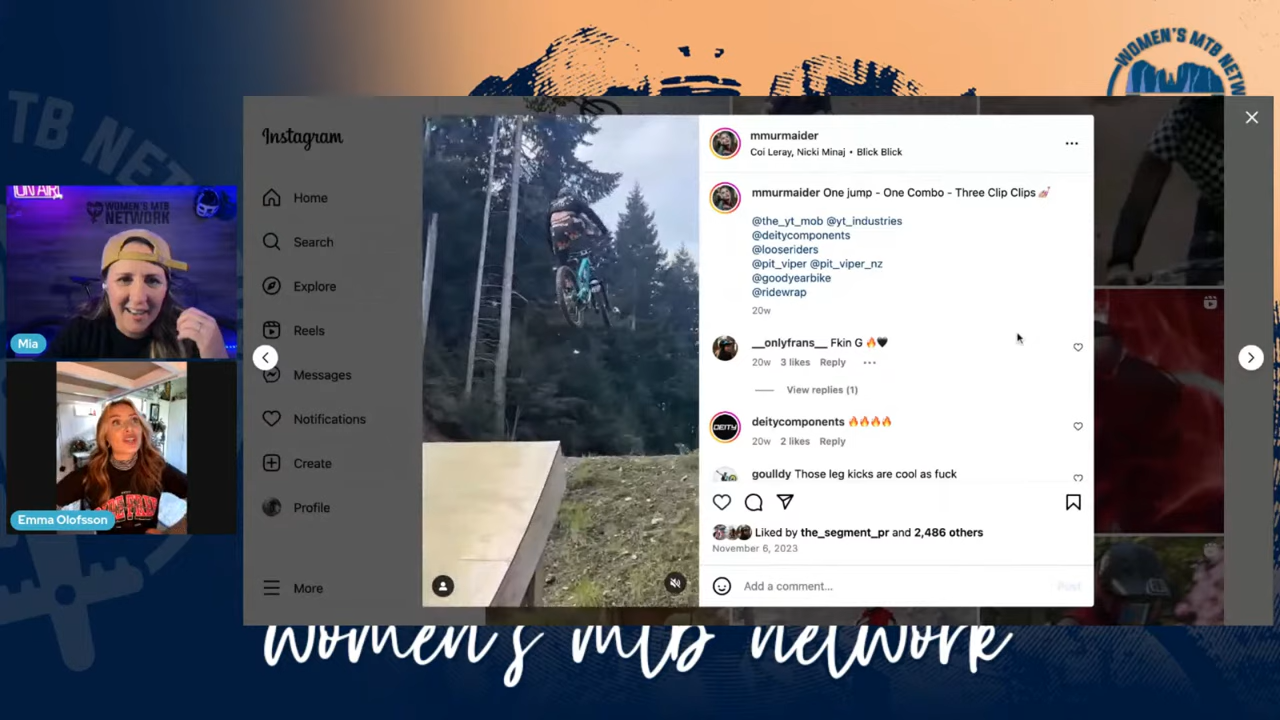 WOMEN'S MTB NETW
TB NET
Instagram
Home
Search
Explore
Reels
Messages
Notifications
Create
Profile
More
ON AIR
WOMEN'S MTB
NETWORK
Mia
Emma Olofsson
mmurmaider
Coi Leray, Nicki Minaj • Blick Blick
mmurmaider One jump - One Combo - Three Clip Clips 💅🏽
@the_yt_mob @yt_industries
@deitycomponents
@looseriders
@pit_viper @pit_viper_nz
@goodyearbike
@ridewrap
20w
__onlyfrans__ Fkin G 🔥🖤
20w 3 likes Reply •••
View replies (1)
DEITY
deitycomponents 🔥🔥🔥🔥
20w 2 likes Reply
goulldy Those leg kicks are cool as fuck
Liked by the_segment_pr and 2,486 others
November 6, 2023
Add a comment...
Post
women's mtb network